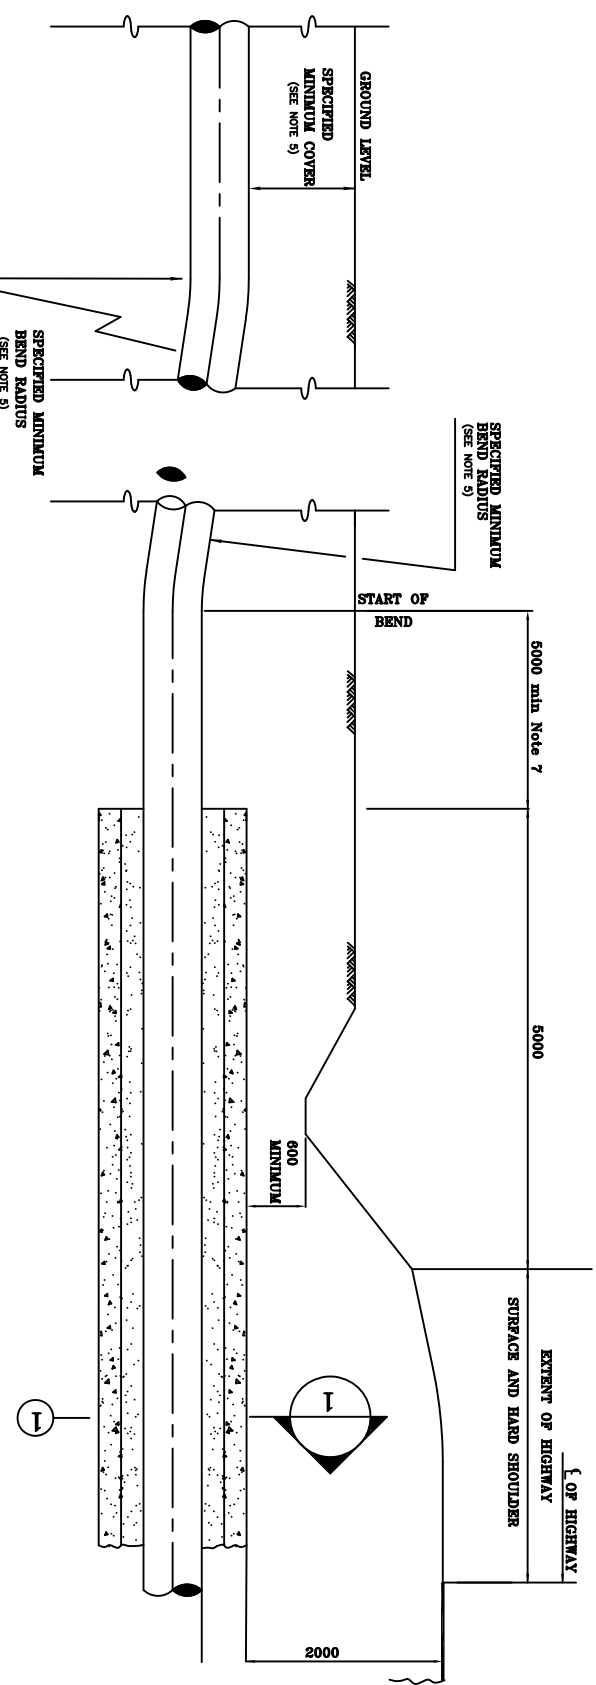 GROUND LEVEL
SPECIFIED
MINIMUM COVER
(SEE NOTE 5)
SPECIFIED MINIMUM
BEND RADIUS
(SEE NOTE 5)
SPECIFIED MINIMUM
BEND RADIUS
(SEE NOTE 5)
START OF
BEND
5000 min Note 7
5000
600
MINIMUM
EXTENT OF HIGHWAY
SURFACE AND HARD SHOULDER
℄ OF HIGHWAY
1
1
2000